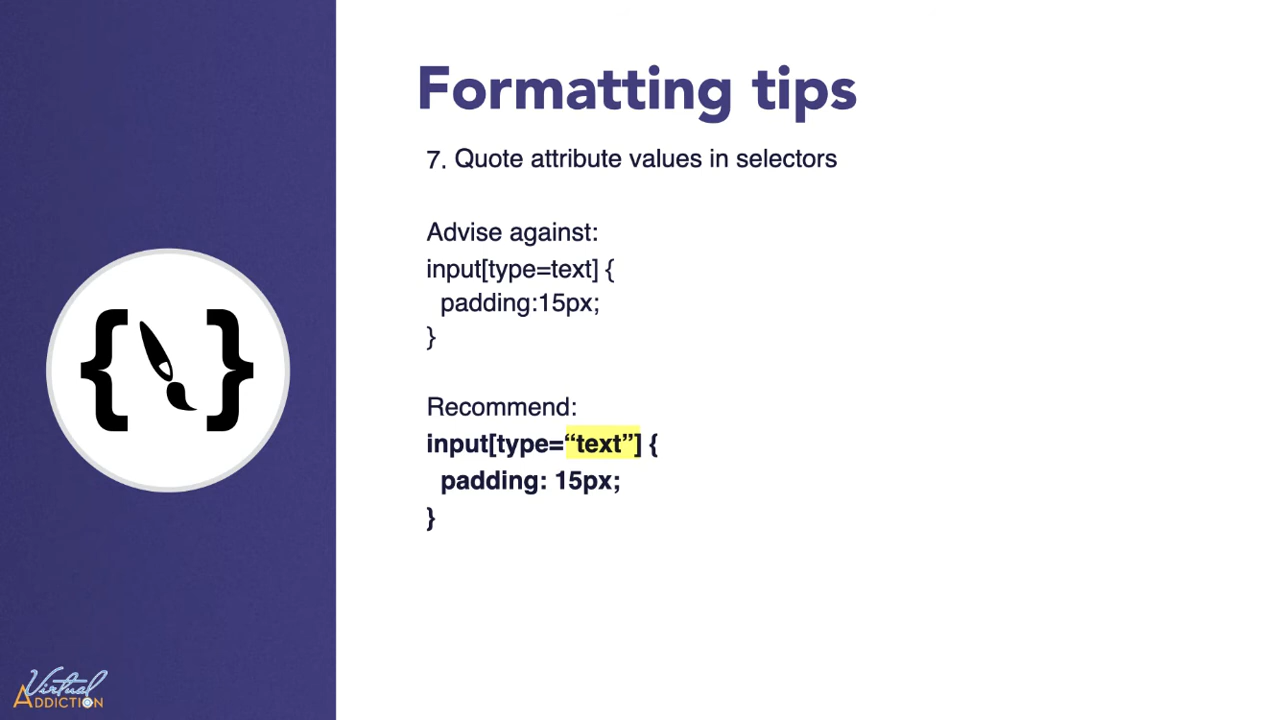 Formatting tips
7. Quote attribute values in selectors
Advise against:
input[type=text] {
padding:15px;
}
Recommend:
input[type=“text”] {
padding: 15px;
}
{ }
Virtual
ADDICTION